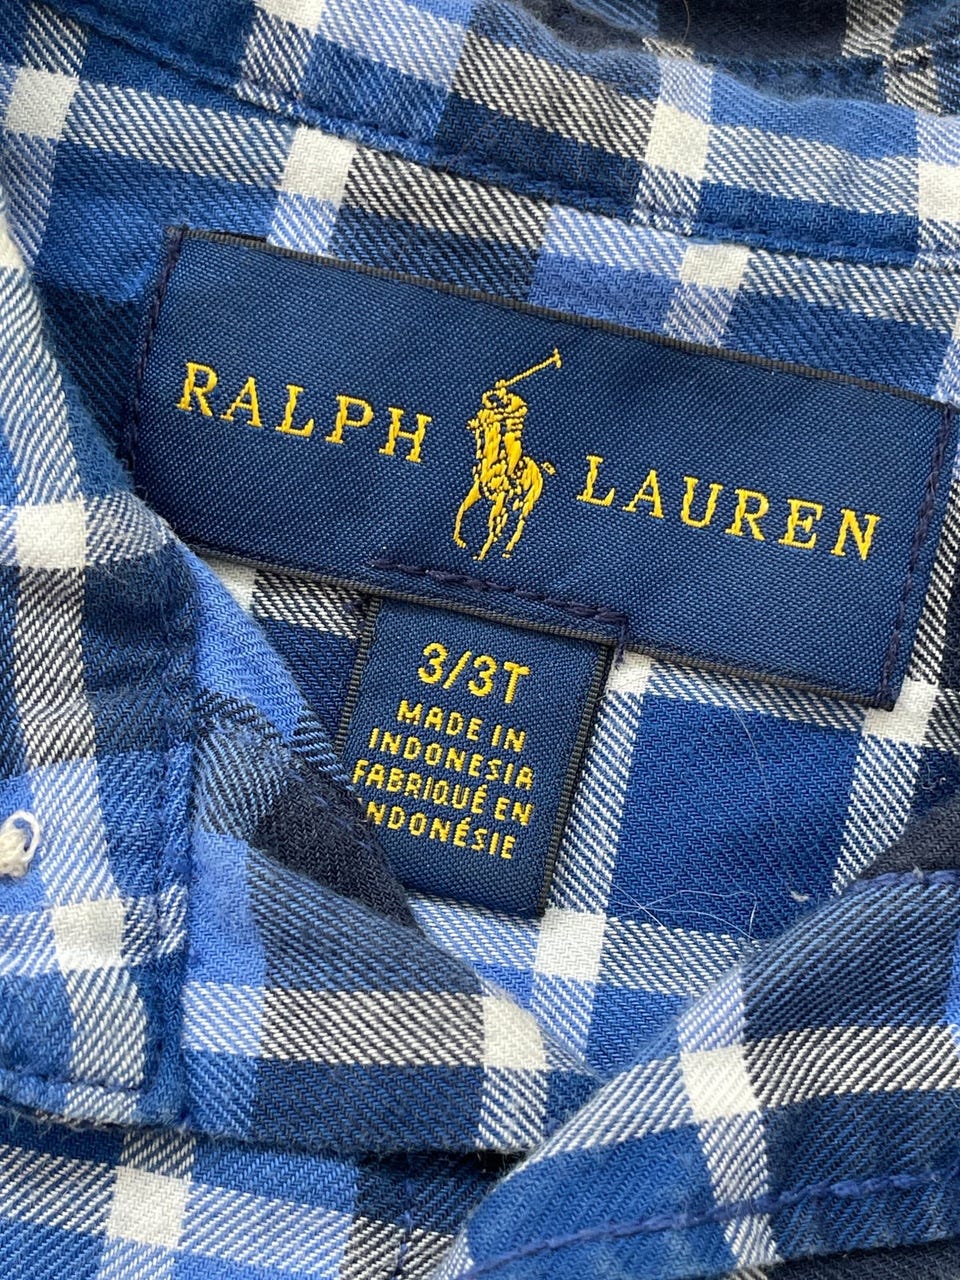 RALPH LAUREN
3/3T
MADE IN
INDONESIA
FABRIQUÉ EN
INDONÉSIE